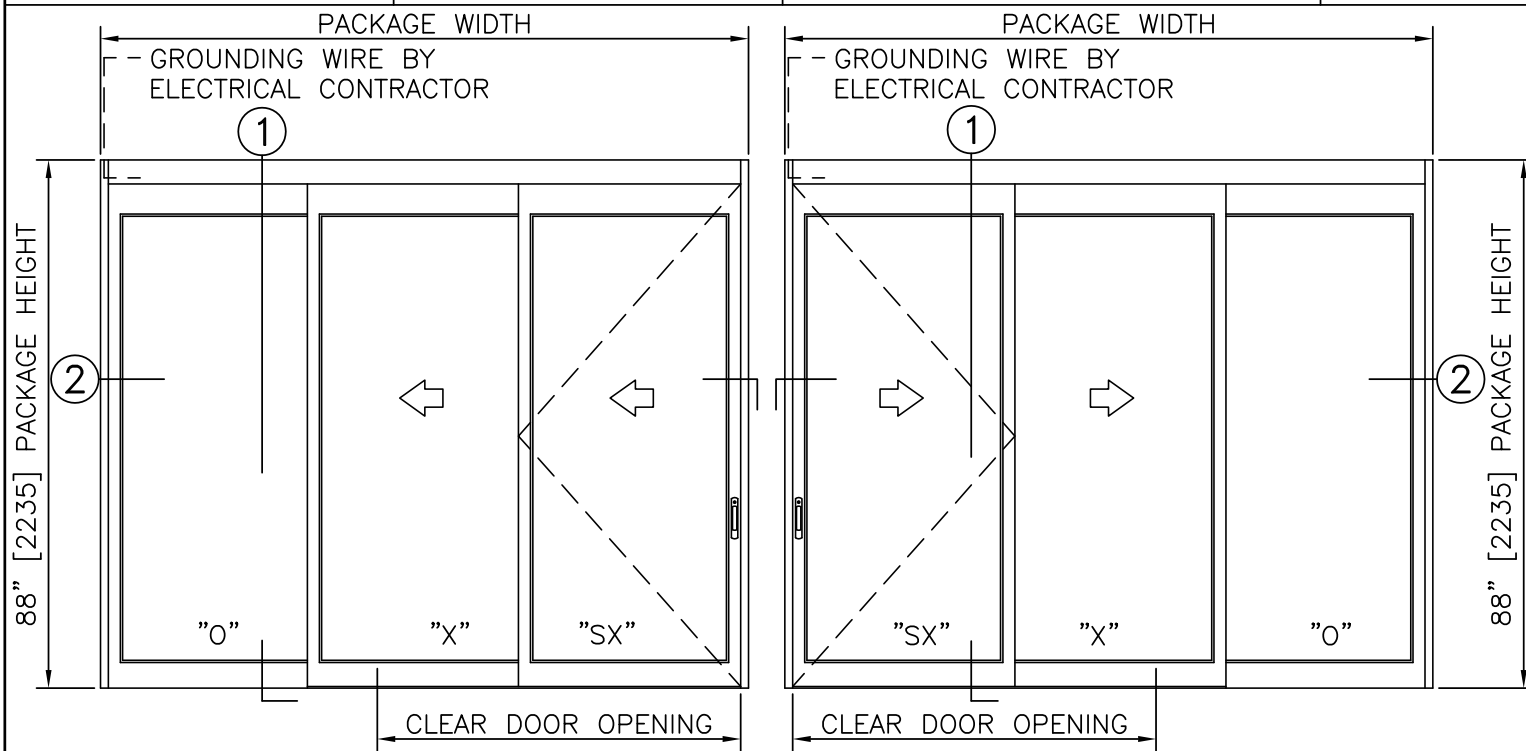 PACKAGE WIDTH
GROUNDING WIRE BY
ELECTRICAL CONTRACTOR
1
2
88” [2235] PACKAGE HEIGHT
”O”
”X”
”SX”
CLEAR DOOR OPENING
PACKAGE WIDTH
GROUNDING WIRE BY
ELECTRICAL CONTRACTOR
1
2
88” [2235] PACKAGE HEIGHT
”SX”
”X”
”O”
CLEAR DOOR OPENING